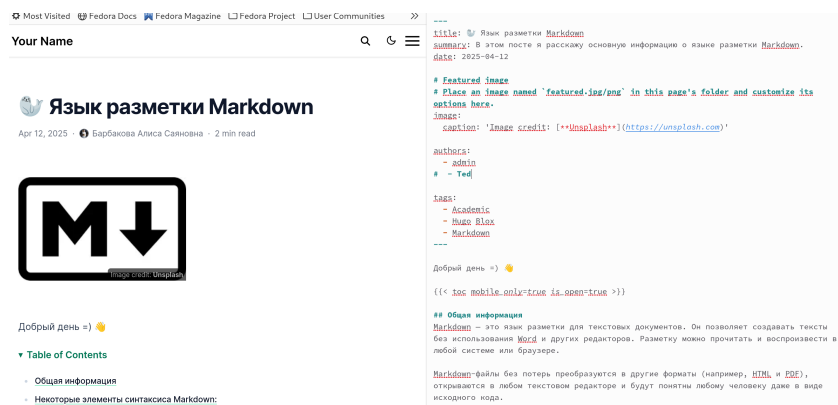 Most Visited Fedora Docs Fedora Magazine Fedora Project User Communities >>
Your Name
🦭 Язык разметки Markdown
Apr 12, 2025 · Барбакова Алиса Саяновна · 2 min read
M
Image credit: Unsplash
Добрый день =) 👋
▾ Table of Contents
Общая информация
Некоторые элементы синтаксиса Markdown:
---
title: 🦭 Язык разметки Markdown
summary: В этом посте я расскажу основную информацию о языке разметки Markdown.
date: 2025-04-12
# Featured image
# Place an image named `featured.jpg/png` in this page's folder and customize its
options here.
image:
caption: 'Image credit: [**Unsplash**](https://unsplash.com)'
authors:
- admin
# - Ted
tags:
- Academic
- Hugo Blox
- Markdown
---
Добрый день =) 👋
{{< toc mobile_only=true is_open=true >}}
## Общая информация
Markdown — это язык разметки для текстовых документов. Он позволяет создавать тексты
без использования Word и других редакторов. Разметку можно прочитать и воспроизвести в
любой системе или браузере.
Markdown-файлы без потерь преобразуются в другие форматы (например, HTML и PDF),
открываются в любом текстовом редакторе и будут понятны любому человеку даже в виде
исходного кода.